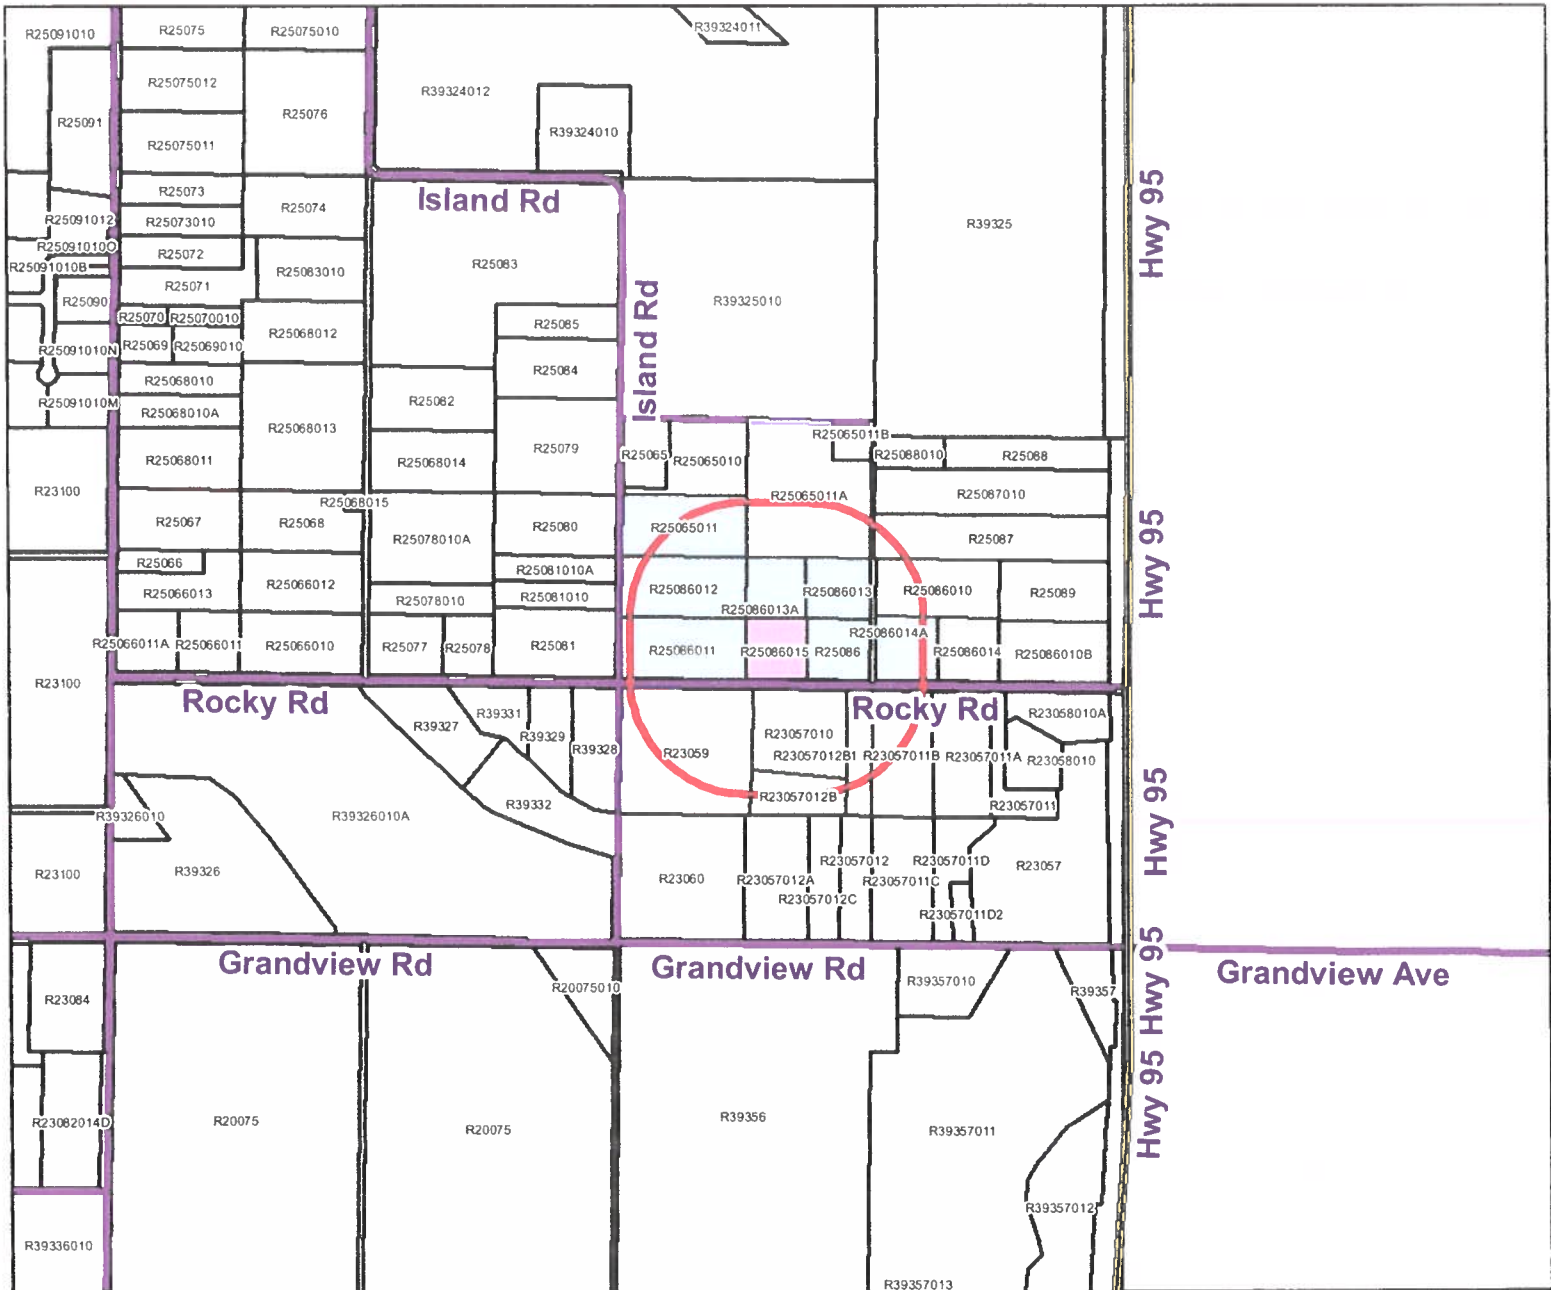 R25091010
R25075
R25075010
R39324011
R25075012
R39324012
R25091
R25076
R39324010
R25075011
R25073
Island Rd
R25074
Hwy 95
R25091012
R25073010
R39325
R25091010O
R25072
R25083
R25091010B
R25083010
R25071
R25090
R39325010
R25070
R25070010
R25085
R25068012
Island Rd
R25091010N
R25069
R25069010
R25084
R25068010
R25091010M
R25082
R25068010A
R25068013
R25065011B
R25079
R25065
R25065010
R25088010
R25088
R25068011
R25068014
R23100
R25087010
R25065011A
R25068015
R25067
R25068
R25080
R25065011
R25078010A
R25087
Hwy 95
R25066
R25081010A
R25066012
R25086012
R25086013
R25086010
R25089
R25066013
R25078010
R25081010
R25086013A
R25086014A
R25066011A
R25066011
R25066010
R25077
R25078
R25081
R25086011
R25086015
R25086
R25086014
R25086010B
R23100
Rocky Rd
Rocky Rd
R39327
R39331
R39329
R39328
R23057010
R23058010A
R23059
R23057012B1
R23057011B
R23057011A
R23058010
R23057012B
R39332
R23057011
R39326010
R39326010A
Hwy 95
R23100
R39326
R23060
R23057012A
R23057012
R23057011D
R23057
R23057011C
R23057012C
R23057011D2
Grandview Rd
Grandview Rd
Hwy 95
Grandview Ave
R23084
R20075010
R39357010
R39357
R23082014D
R20075
R20075
R39356
R39357011
Hwy 95
R39357012
R39336010
R39357013